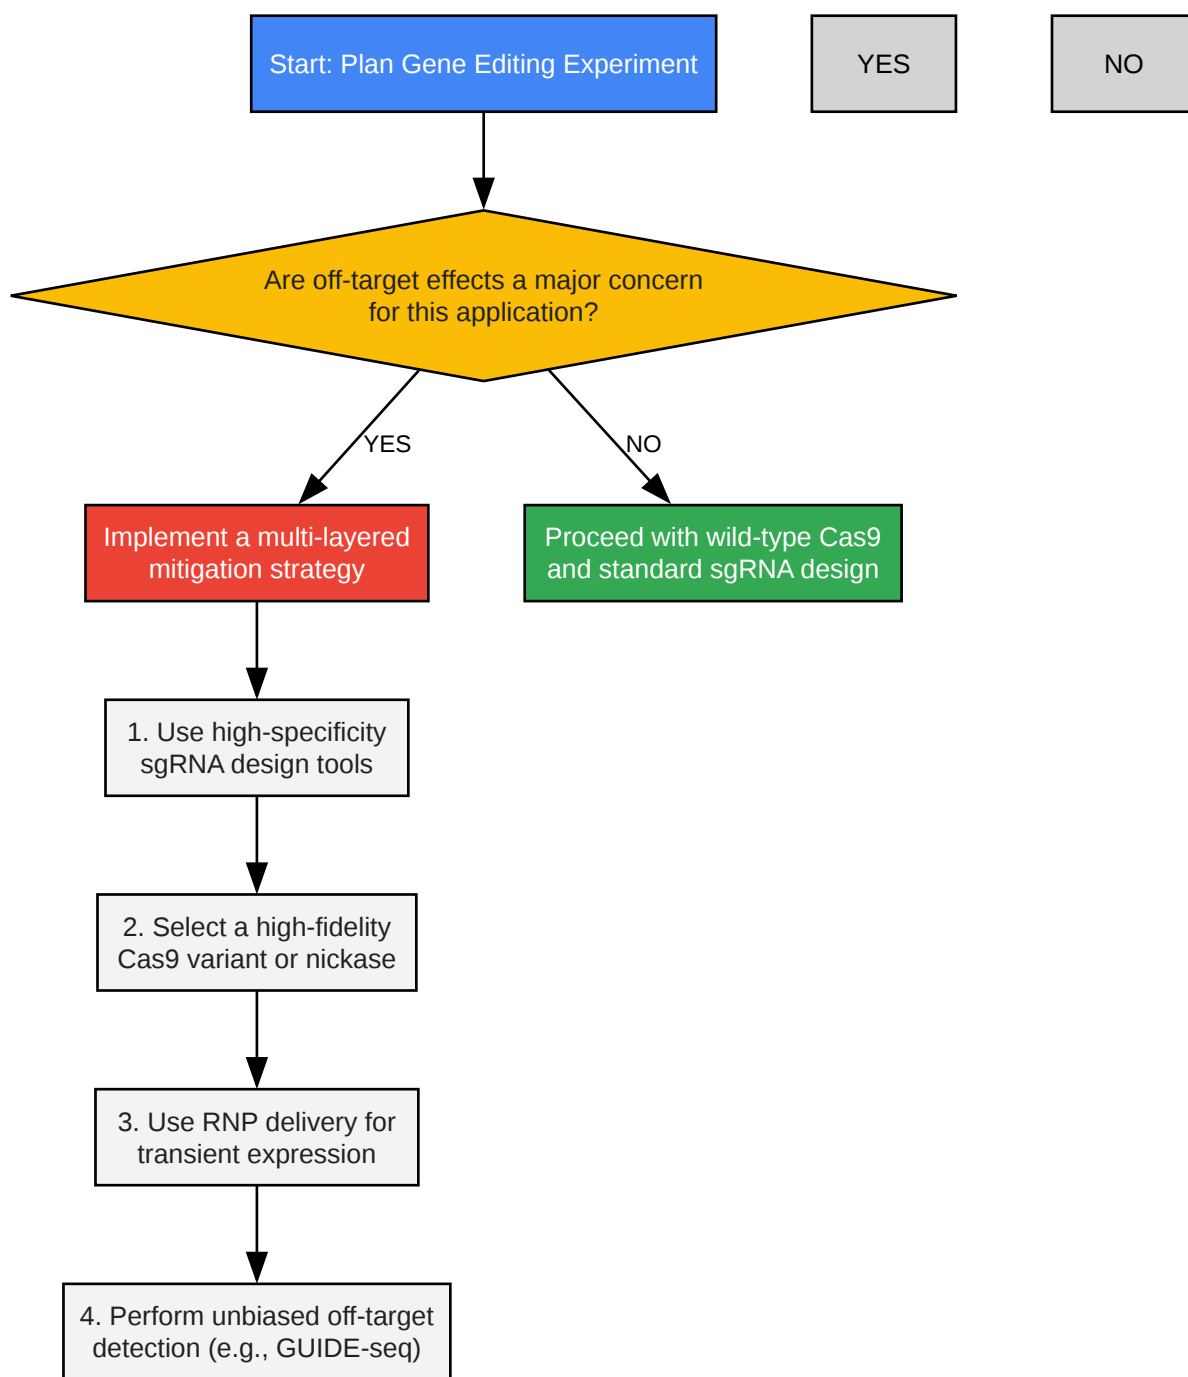 Start: Plan Gene Editing Experiment
YES
NO
Are off-target effects a major concern
for this application?
YES
NO
Implement a multi-layered
mitigation strategy
Proceed with wild-type Cas9
and standard sgRNA design
1. Use high-specificity
sgRNA design tools
2. Select a high-fidelity
Cas9 variant or nickase
3. Use RNP delivery for
transient expression
4. Perform unbiased off-target
detection (e.g., GUIDE-seq)